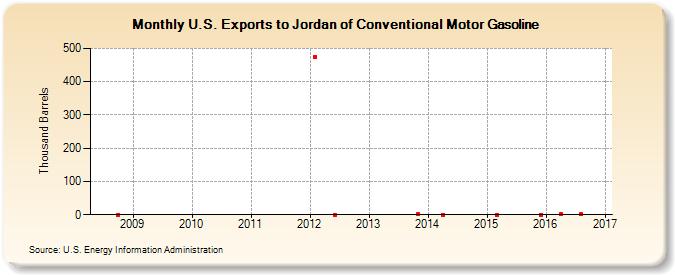 Monthly U.S. Exports to Jordan of Conventional Motor Gasoline
Thousand Barrels
500
400
300
200
100
0
2009 2010 2011 2012 2013 2014 2015 2016 2017
Source: U.S. Energy Information Administration